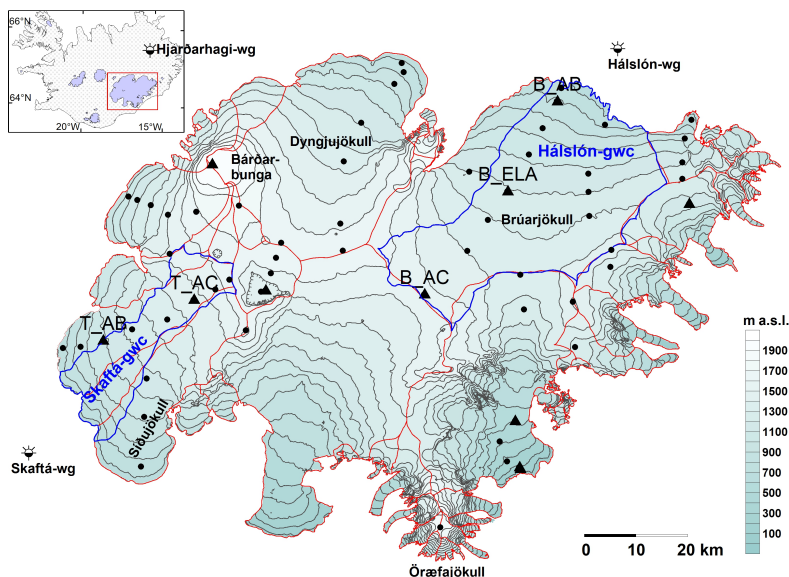 66°N
64°N
20°W
15°W
Hjarðarhagi-wg
Hálslón-wg
B_AB
Dyngjujökull
Hálslón-gwc
Bárðar-
bunga
B_ELA
Brúarjökull
T_AC
B_AC
T_AB
Skaftá-gwc
Síðujökull
Skaftá-wg
Öræfajökull
m a.s.l.
1900
1700
1500
1300
1100
900
700
500
300
100
0 10 20 km